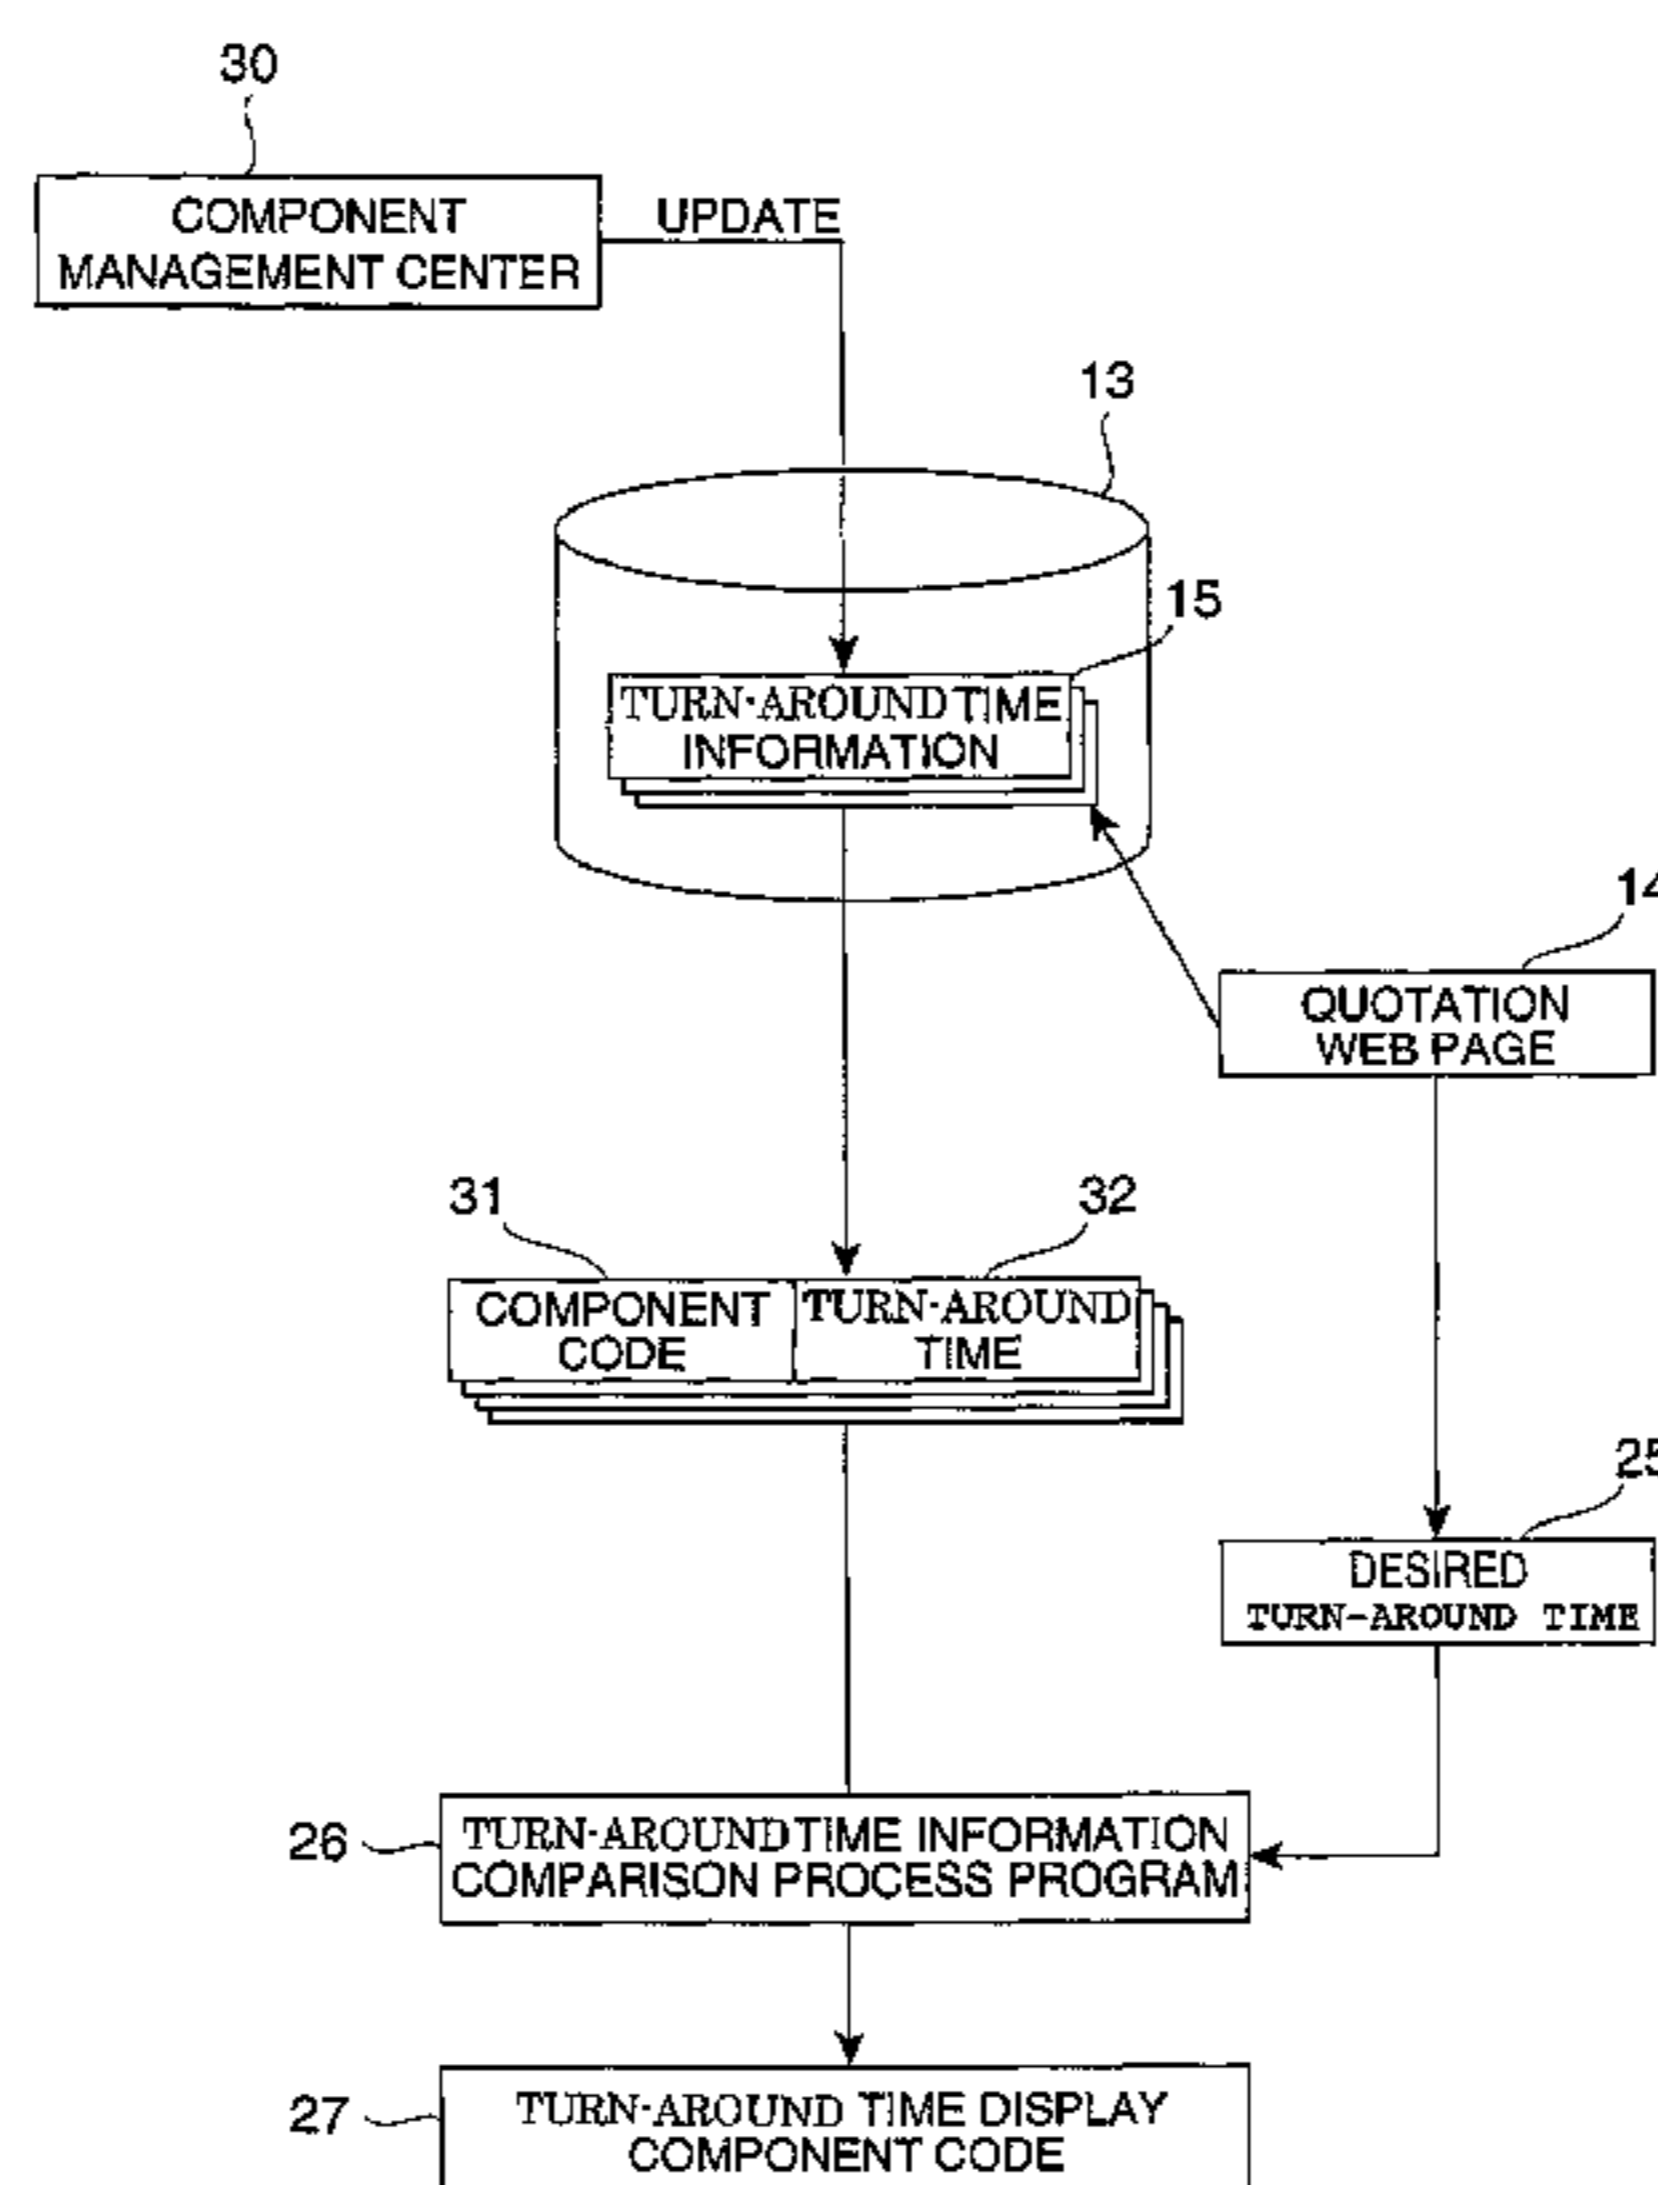 30
COMPONENT
MANAGEMENT CENTER
UPDATE
13
15
TURN-AROUND TIME
INFORMATION
14
QUOTATION
WEB PAGE
31
32
COMPONENT
CODE
TURN-AROUND
TIME
25
DESIRED
TURN-AROUND TIME
26
TURN-AROUND TIME INFORMATION
COMPARISON PROCESS PROGRAM
27
TURN-AROUND TIME DISPLAY
COMPONENT CODE